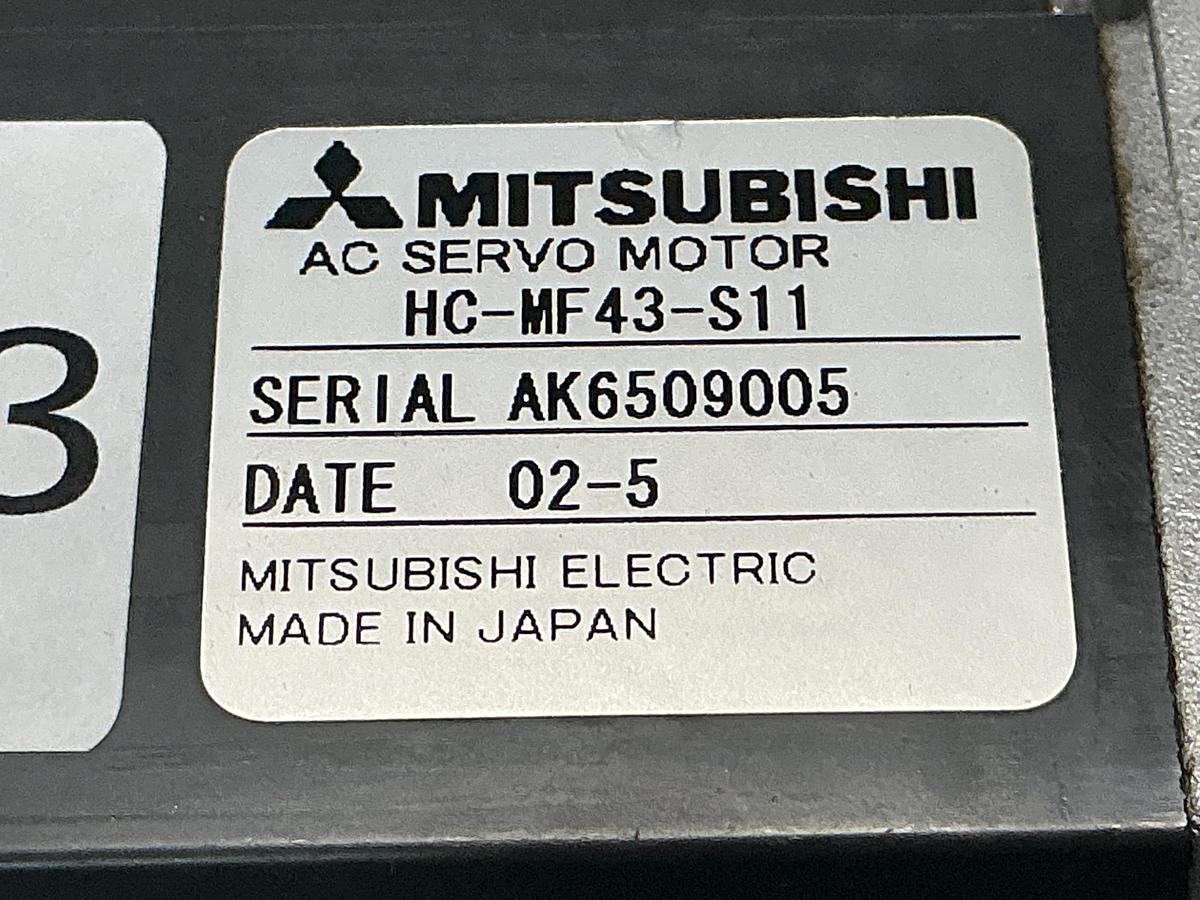 3
MITSUBISHI
AC SERVO MOTOR
HC-MF43-S11
SERIAL AK6509005
DATE 02-5
MITSUBISHI ELECTRIC
MADE IN JAPAN